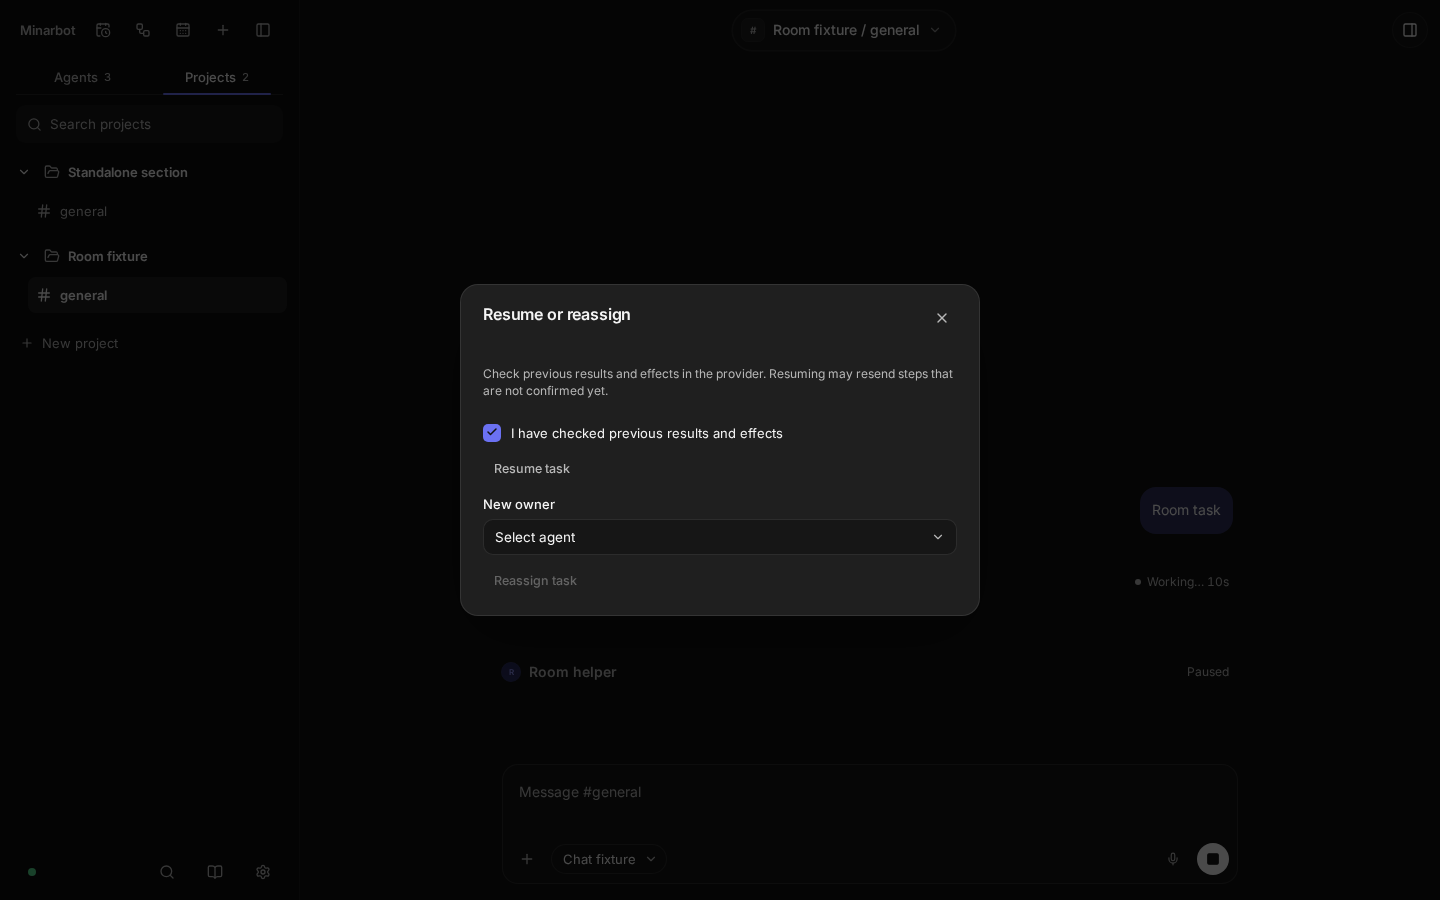 Minarbot
# Room fixture / general
Agents 3
Projects 2
Search projects
Standalone section
# general
Room fixture
# general
New project
Resume or reassign
Check previous results and effects in the provider. Resuming may resend steps that
are not confirmed yet.
I have checked previous results and effects
Resume task
New owner
Select agent
Reassign task
Room task
Working... 10s
R Room helper
Paused
Message #general
Chat fixture